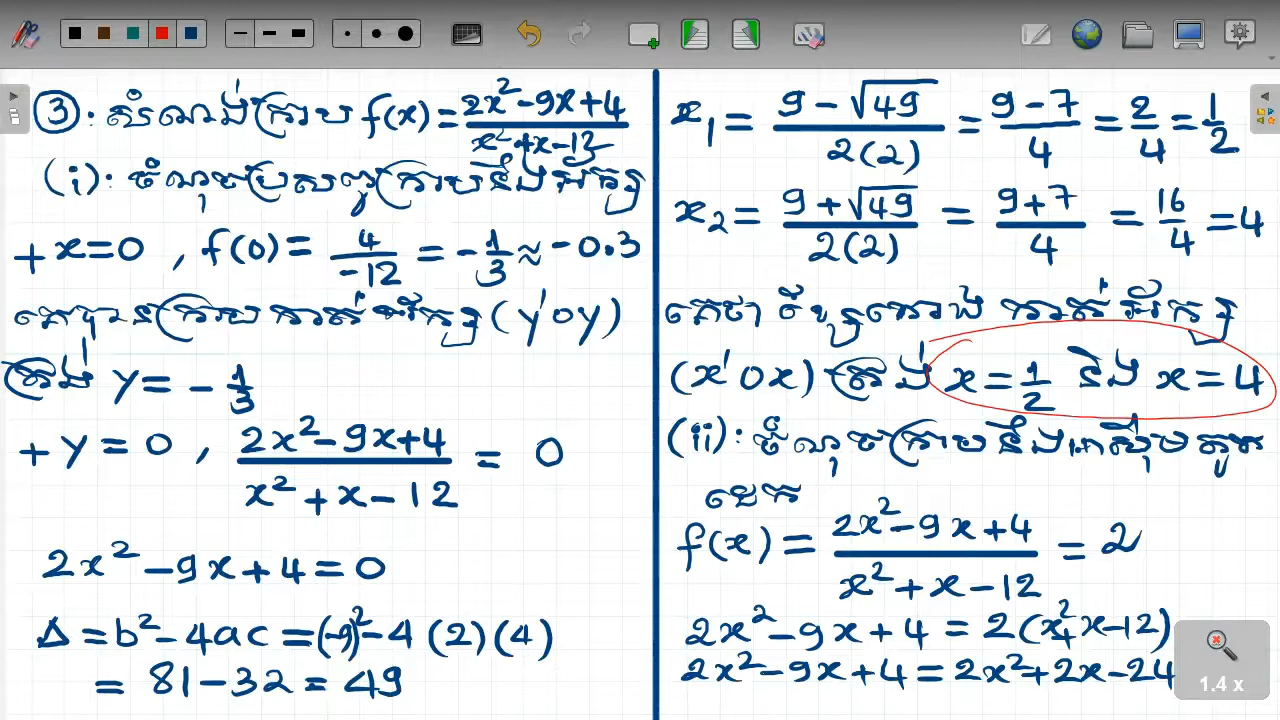 3. សំណង់ក្រាប f(x) = (2x² - 9x + 4)/(x² + x - 12)
(i). ចំណុចប្រសព្វក្រាបនឹងអ័ក្ស
+ x = 0 , f(0) = 4/-12 = -1/3 ≈ -0.3
គេបានក្រាបកាត់អ័ក្ស (y'oy)
ត្រង់ y = -1/3
+ y = 0 , (2x² - 9x + 4)/(x² + x - 12) = 0
2x² - 9x + 4 = 0
Δ = b² - 4ac = (-9)² - 4(2)(4)
= 81 - 32 = 49
x₁ = (9 - √49)/2(2) = (9 - 7)/4 = 2/4 = 1/2
x₂ = (9 + √49)/2(2) = (9 + 7)/4 = 16/4 = 4
គេថា កាត់អ័ក្ស
(x'ox) ត្រង់ x = 1/2 និង x = 4
(ii). ចំណុចក្រាបនឹងអាស៊ីមតូត
ដេក
f(x) = (2x² - 9x + 4)/(x² + x - 12) = 2
2x² - 9x + 4 = 2(x² + x - 12)
2x² - 9x + 4 = 2x² + 2x - 24
1.4 x